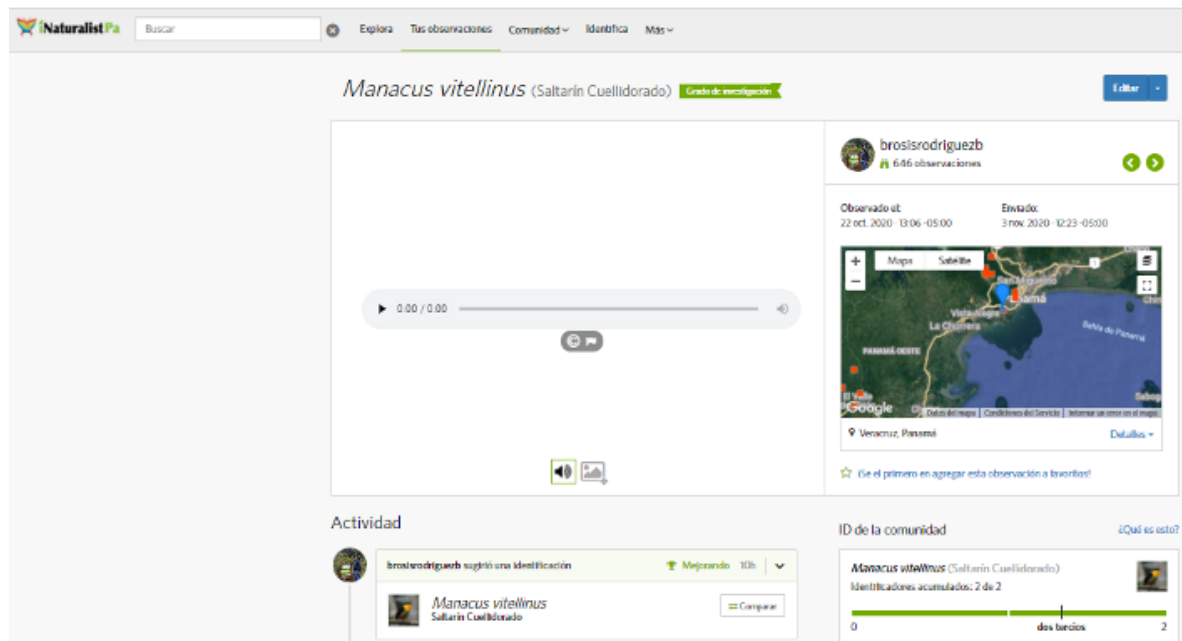 iNaturalistPa
Buscar
Explora Tus observaciones Comunidad Identifica Más
Manacus vitellinus (Saltarín Cuellidorado) Grado de investigación
Editar
brosisrodriguezb
646 observaciones
Observado el:
22 oct. 2020 · 13:06 -05:00
Enviado:
3 nov. 2020 · 12:23 -05:00
Mapa Satélite
San Miguelito
Panamá
Vista Alegre
La Chorrera
PANAMÁ OESTE
Bahía de Panamá
El Valle
Google
Datos del mapa Condiciones del Servicio Informar un error en el mapa
Veracruz, Panamá
Detalles
¡Se el primero en agregar esta observación a favoritos!
0:00 / 0:00
Actividad
brosisrodriguezb sugirió una identificación
Mejorando 10h
Manacus vitellinus
Saltarín Cuellidorado
Comparar
ID de la comunidad
¿Qué es esto?
Manacus vitellinus (Saltarín Cuellidorado)
Identificadores acumulados: 2 de 2
0 dos tercios 2